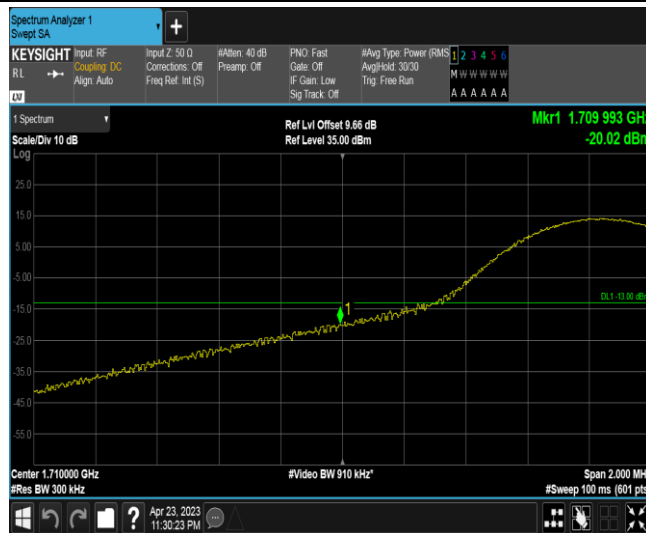 Spectrum Analyzer 1
Swept SA
+
KEYSIGHT
RL
LXI
Input: RF
Coupling: DC
Align: Auto
Input Z: 50 Ω
Corrections: Off
Freq Ref: Int (S)
#Atten: 40 dB
Preamp: Off
PNO: Fast
Gate: Off
IF Gain: Low
Sig Track: Off
#Avg Type: Power (RMS
Avg|Hold: 30/30
Trig: Free Run
1 2 3 4 5 6
M W W W W W
A A A A A A
1 Spectrum
Scale/Div 10 dB
Log
Ref Lvl Offset 9.66 dB
Ref Level 35.00 dBm
Mkr1 1.709 993 GHz
-20.02 dBm
25.0
15.0
5.00
-5.00
-15.0
-25.0
-35.0
-45.0
-55.0
1
DL1 -13.00 dBm
Center 1.710000 GHz
#Res BW 300 kHz
#Video BW 910 kHz*
Span 2.000 MH
#Sweep 100 ms (601 pts
?
Apr 23, 2023
11:30:23 PM